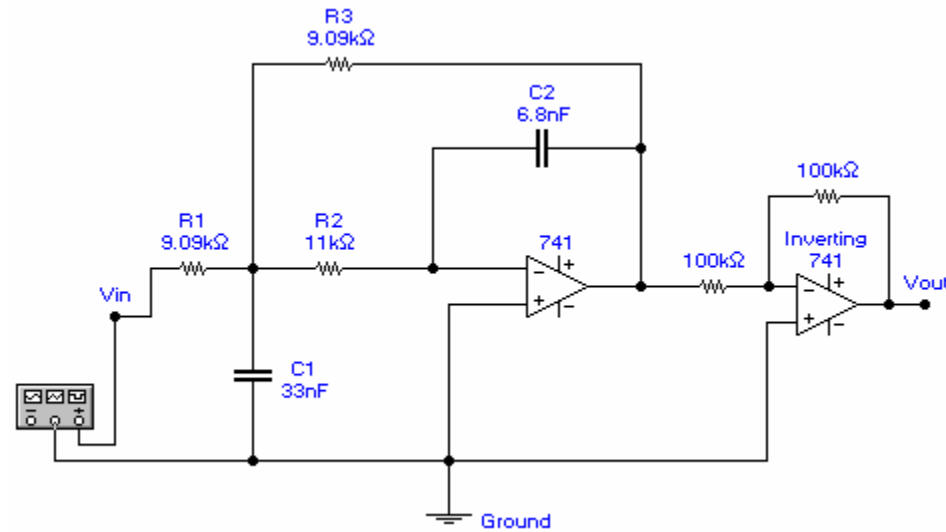 R3
9.09kΩ
C2
6.8nF
R1
9.09kΩ
R2
11kΩ
741
100kΩ
100kΩ
Inverting
741
Vin
Vout
C1
33nF
Ground